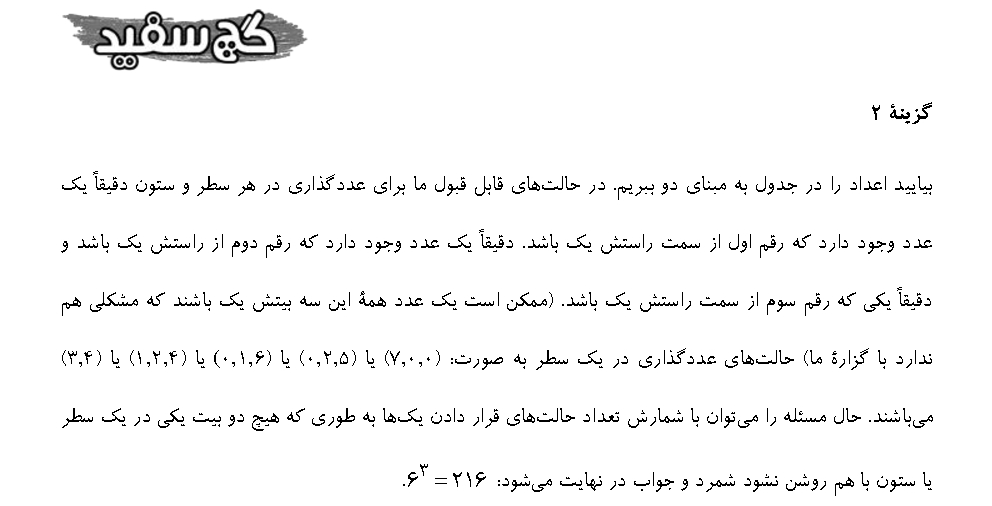 گچ سفید
گزینهٔ ۲
بیایید اعداد را در جدول به مبنای دو ببریم. در حالت‌های قابل قبول ما برای عددگذاری در هر سطر و ستون دقیقاً یک
عدد وجود دارد که رقم اول از سمت راستش یک باشد. دقیقاً یک عدد وجود دارد که رقم دوم از راستش یک باشد و
دقیقاً یکی که رقم سوم از سمت راستش یک باشد. (ممکن است یک عدد همهٔ این سه بیتش یک باشند که مشکلی هم
ندارد با گزارهٔ ما) حالت‌های عددگذاری در یک سطر به صورت: (۷,۰,۰) یا (۰,۲,۵) یا (۰,۱,۶) یا (۱,۲,۴) یا (۳,۴)
می‌باشند. حال مسئله را می‌توان با شمارش تعداد حالت‌های قرار دادن یک‌ها به طوری که هیچ دو بیت یکی در یک سطر
یا ستون با هم روشن نشود شمرد و جواب در نهایت می‌شود: ۶^۳ = ۲۱۶.